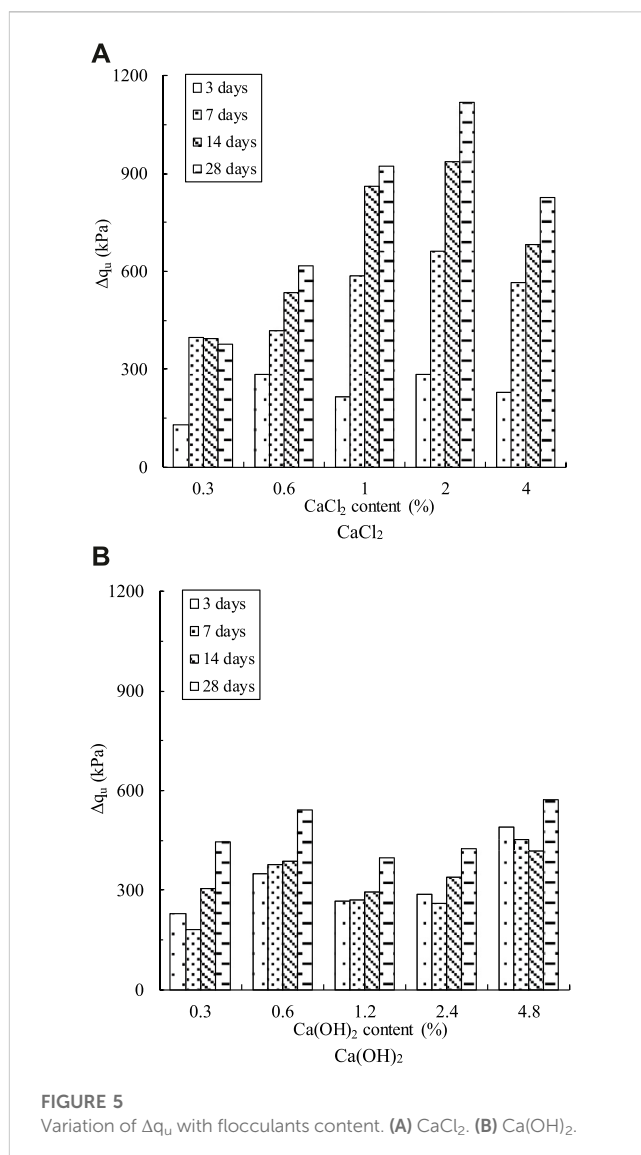 A
1200
900
600
300
0
Δqu (kPa)
3 days
7 days
14 days
28 days
0.3 0.6 1 2 4
CaCl2 content (%)
CaCl2
B
1200
900
600
300
0
Δqu (kPa)
3 days
7 days
14 days
28 days
0.3 0.6 1.2 2.4 4.8
Ca(OH)2 content (%)
Ca(OH)2
FIGURE 5
Variation of Δqu with flocculants content. (A) CaCl2. (B) Ca(OH)2.